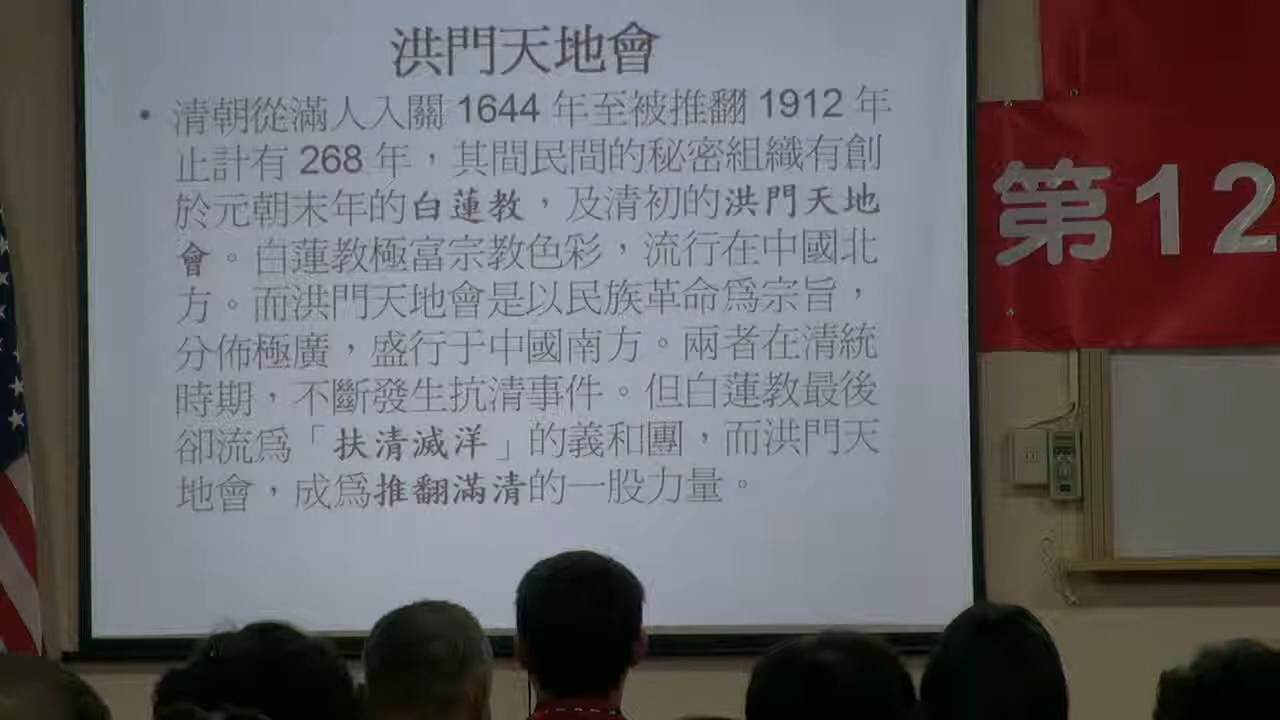 洪門天地會
• 清朝從滿人入關 1644 年至被推翻 1912 年
止計有 268 年，其間民間的秘密組織有創
於元朝末年的白蓮教，及清初的洪門天地
會。白蓮教極富宗教色彩，流行在中國北
方。而洪門天地會是以民族革命爲宗旨，
分佈極廣，盛行于中國南方。兩者在清統
時期，不斷發生抗清事件。但白蓮教最後
卻流爲「扶清滅洋」的義和團，而洪門天
地會，成爲推翻滿清的一股力量。
第12